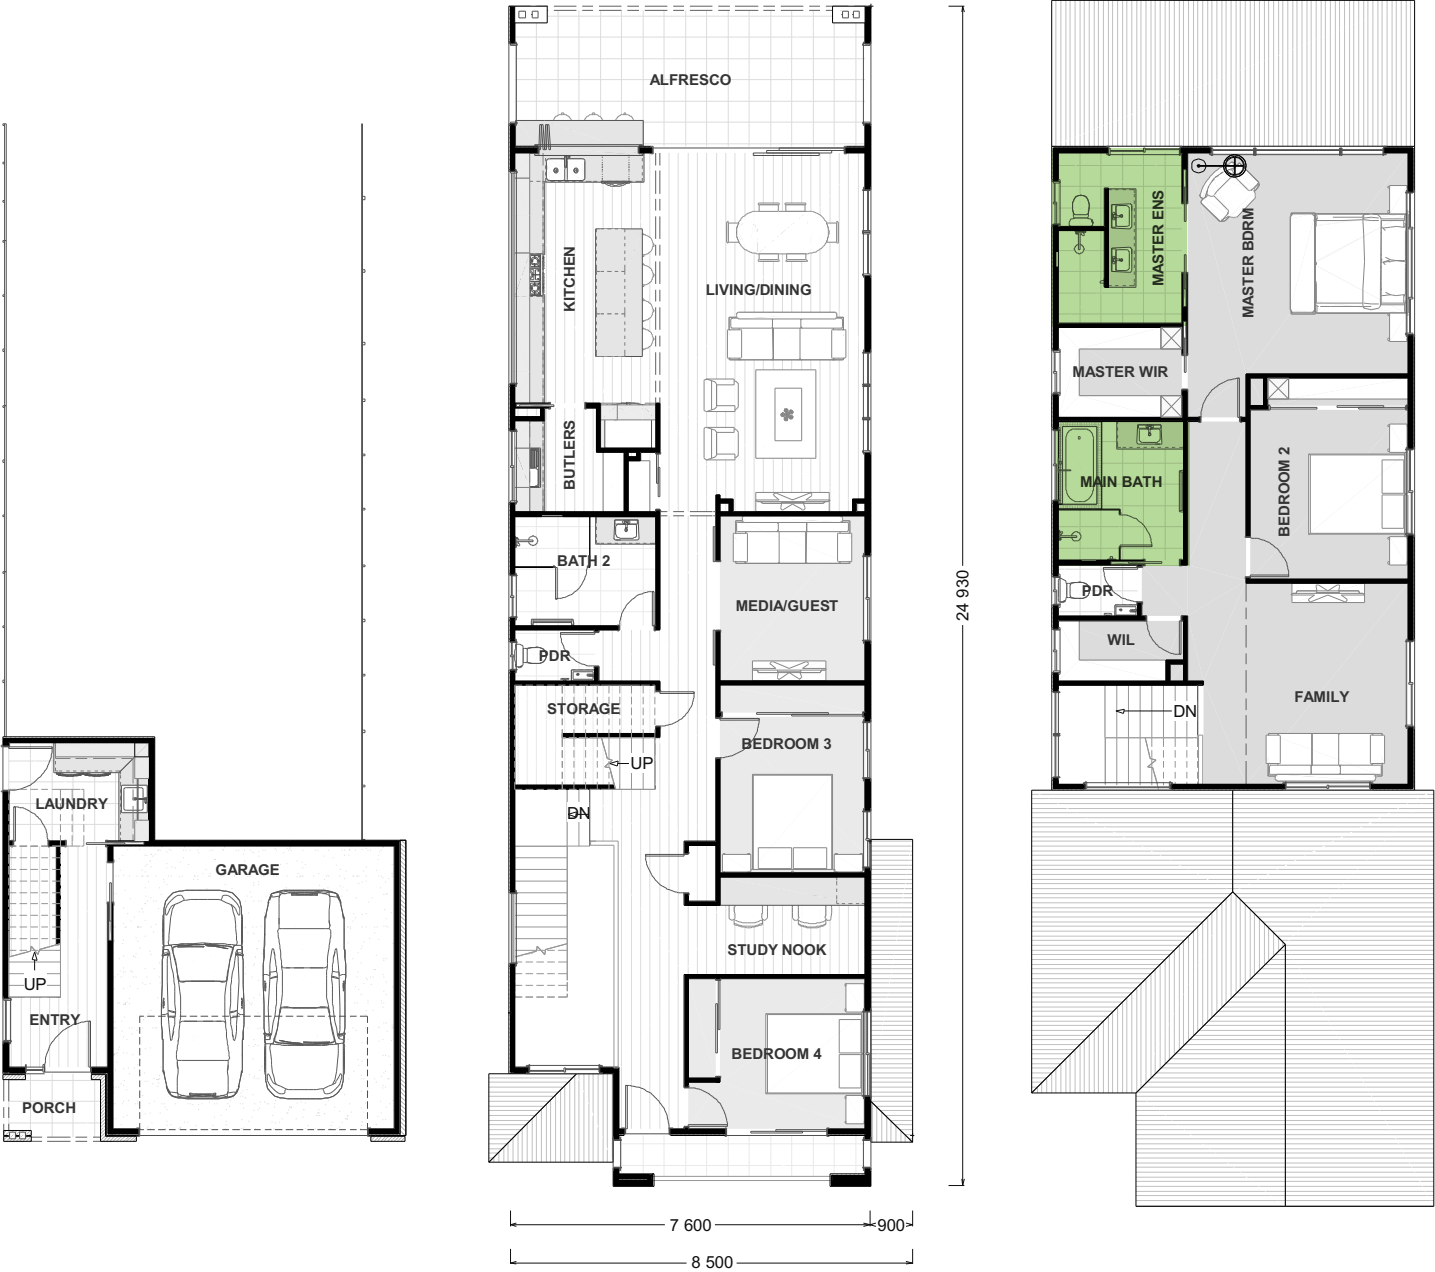 LAUNDRY
GARAGE
UP
ENTRY
PORCH
ALFRESCO
KITCHEN
LIVING/DINING
BUTLERS
BATH 2
MEDIA/GUEST
PDR
STORAGE
UP
BEDROOM 3
DN
STUDY NOOK
BEDROOM 4
24 930
7 600
900
8 500
MASTER ENS
MASTER BDRM
MASTER WIR
BEDROOM 2
MAIN BATH
PDR
WIL
FAMILY
DN